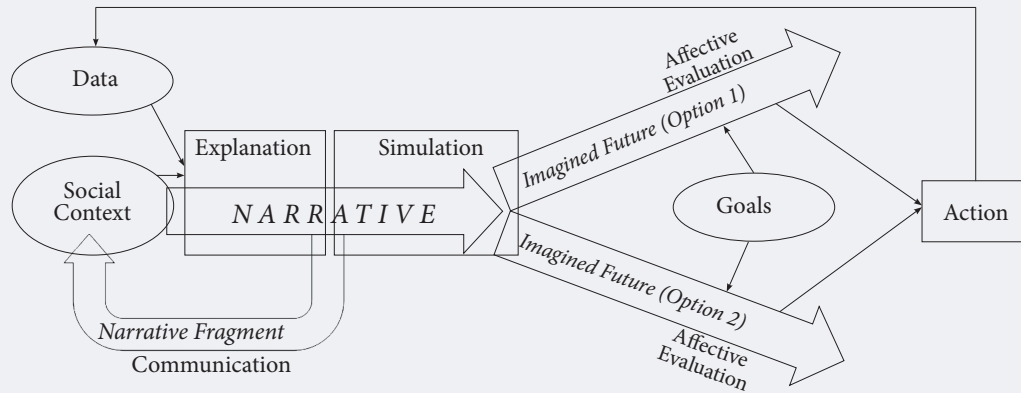 Data
Social
Context
Explanation
Simulation
NARRATIVE
Narrative Fragment
Communication
Affective
Evaluation
Imagined Future (Option 1)
Goals
Imagined Future (Option 2)
Affective
Evaluation
Action